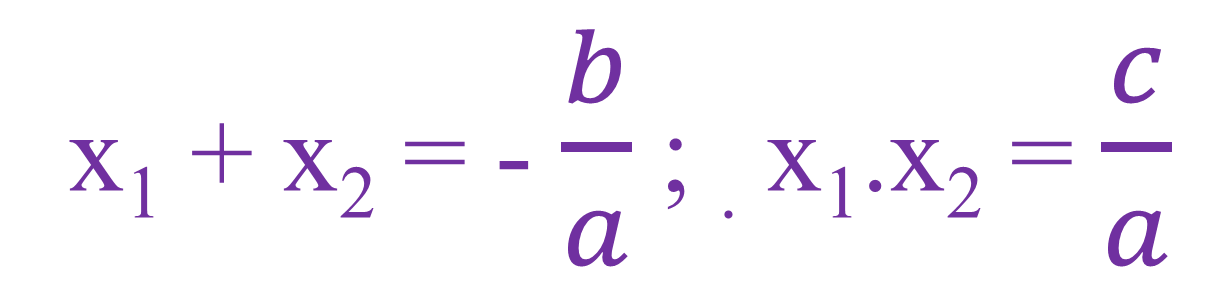 x₁ + x₂ = - b/a ; . x₁.x₂ = c/a